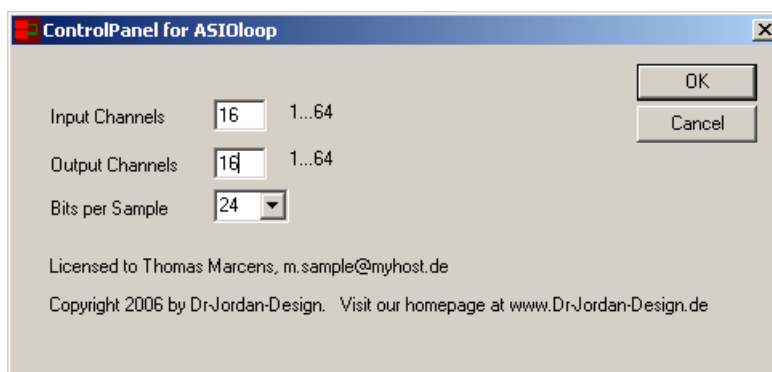 ControlPanel for ASIOloop
OK
Input Channels 16 1...64
Cancel
Output Channels 16 1...64
Bits per Sample 24
Licensed to Thomas Marcens, m.sample@myhost.de
Copyright 2006 by Dr-Jordan-Design. Visit our homepage at www.Dr-Jordan-Design.de